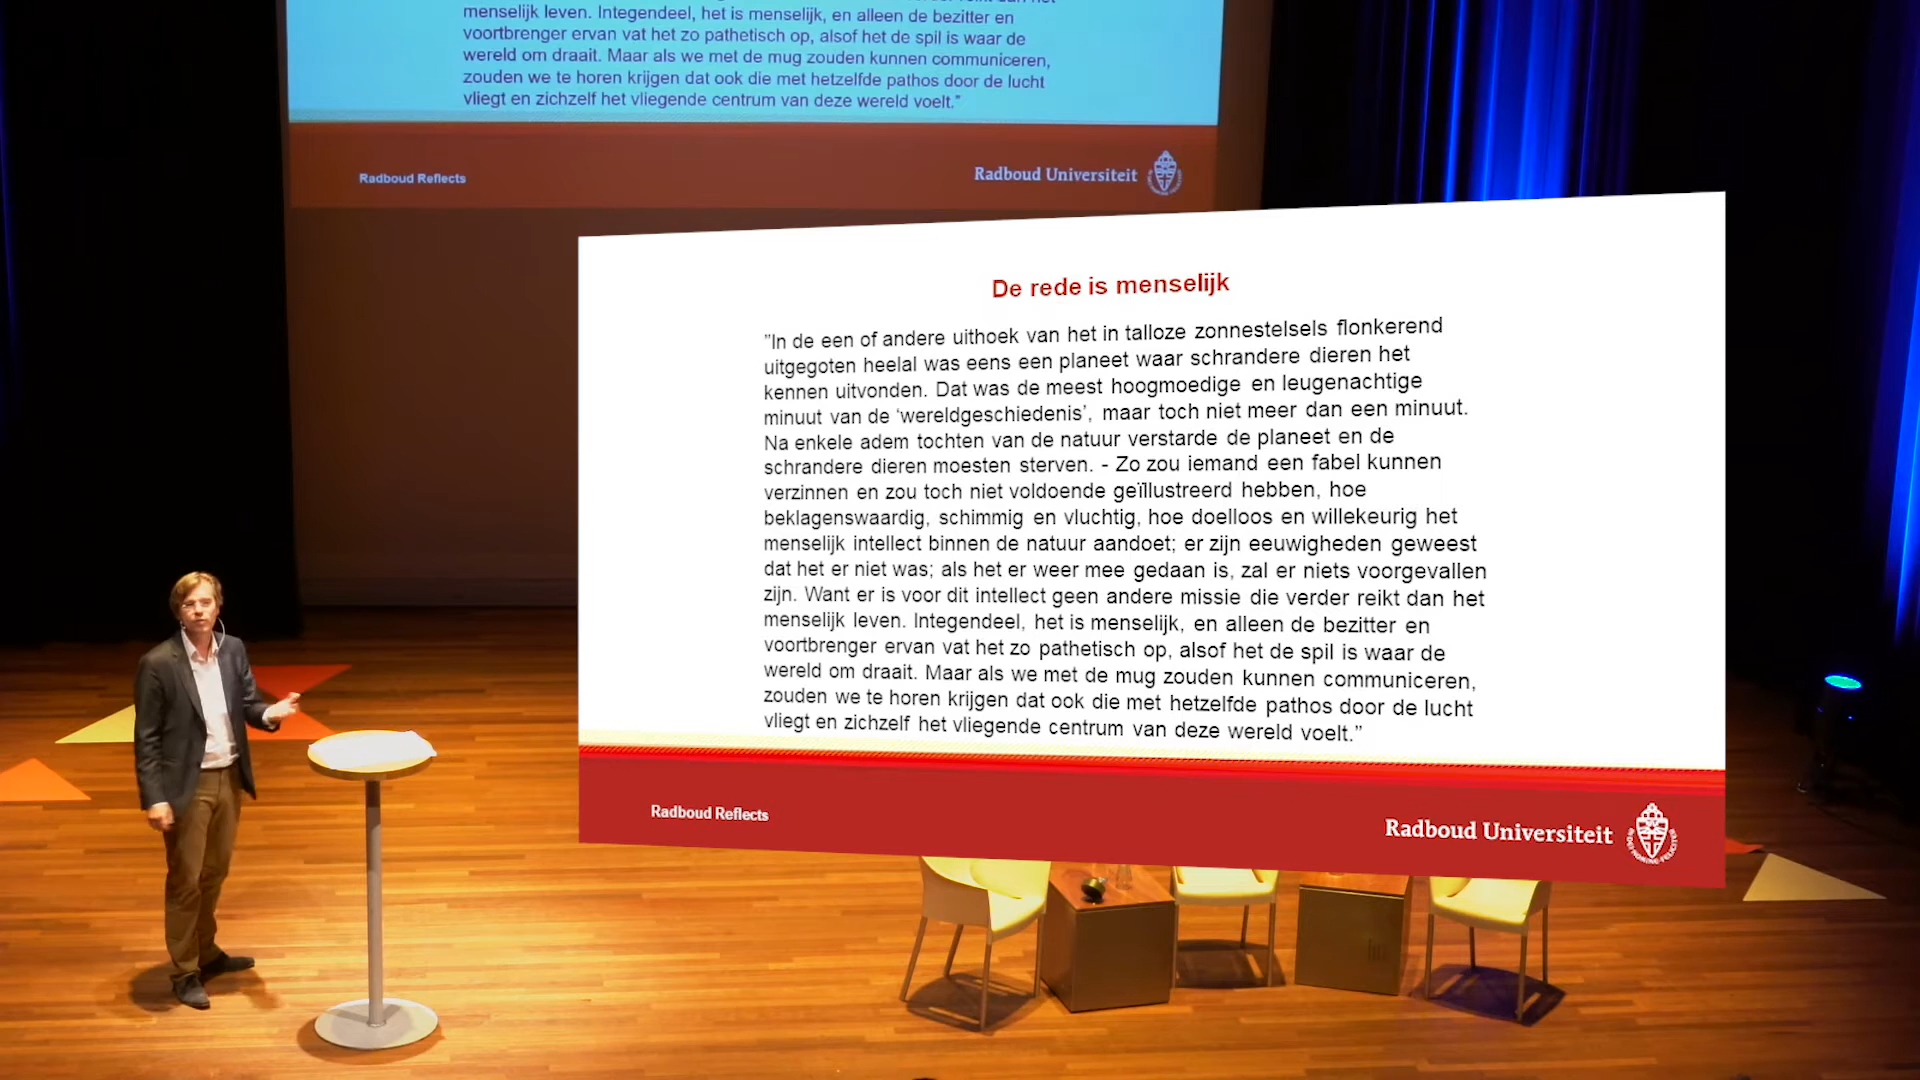 menselijk leven. Integendeel, het is menselijk, en alleen de bezitter en
voortbrenger ervan vat het zo pathetisch op, alsof het de spil is waar de
wereld om draait. Maar als we met de mug zouden kunnen communiceren,
zouden we te horen krijgen dat ook die met hetzelfde pathos door de lucht
vliegt en zichzelf het vliegende centrum van deze wereld voelt."
Radboud Reflects
Radboud Universiteit
De rede is menselijk
"In de een of andere uithoek van het in talloze zonnestelsels flonkerend
uitgegoten heelal was eens een planeet waar schrandere dieren het
kennen uitvonden. Dat was de meest hoogmoedige en leugenachtige
minuut van de ‘wereldgeschiedenis’, maar toch niet meer dan een minuut.
Na enkele adem tochten van de natuur verstarde de planeet en de
schrandere dieren moesten sterven. - Zo zou iemand een fabel kunnen
verzinnen en zou toch niet voldoende geïllustreerd hebben, hoe
beklagenswaardig, schimmig en vluchtig, hoe doelloos en willekeurig het
menselijk intellect binnen de natuur aandoet; er zijn eeuwigheden geweest
dat het er niet was; als het er weer mee gedaan is, zal er niets voorgevallen
zijn. Want er is voor dit intellect geen andere missie die verder reikt dan het
menselijk leven. Integendeel, het is menselijk, en alleen de bezitter en
voortbrenger ervan vat het zo pathetisch op, alsof het de spil is waar de
wereld om draait. Maar als we met de mug zouden kunnen communiceren,
zouden we te horen krijgen dat ook die met hetzelfde pathos door de lucht
vliegt en zichzelf het vliegende centrum van deze wereld voelt."
Radboud Reflects
Radboud Universiteit